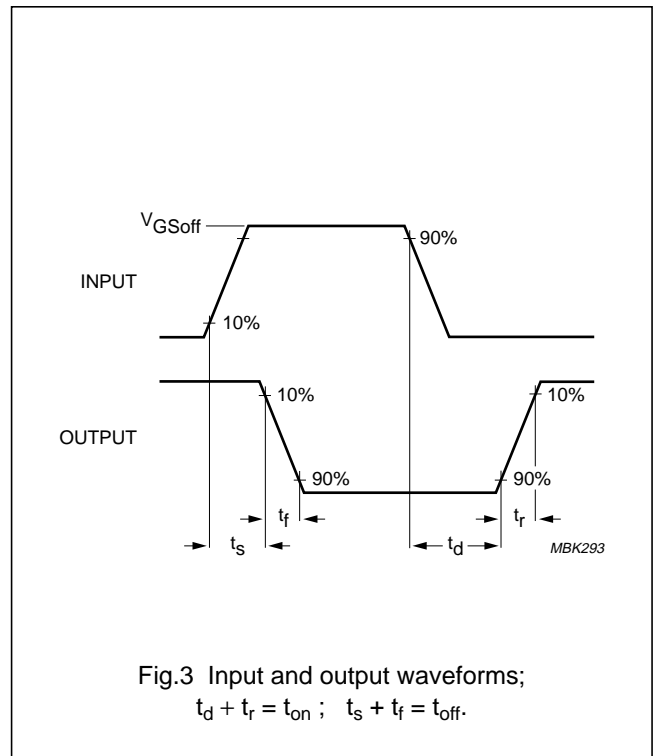 VGSoff
90%
INPUT
10%
10%
10%
OUTPUT
90%
90%
tf
tr
ts
td
MBK293
Fig.3 Input and output waveforms;
td + tr = ton ; ts + tf = toff.